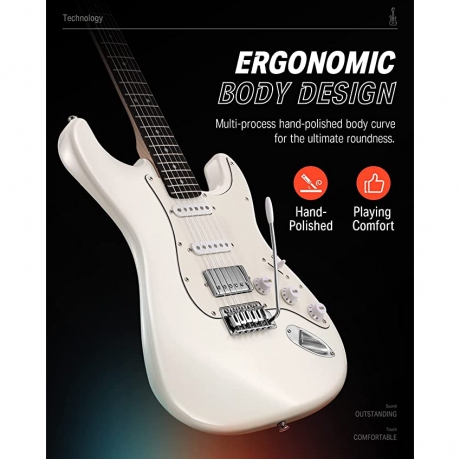 Technology
ERGONOMIC
BODY DESIGN
Multi-process hand-polished body curve
for the ultimate roundness.
Hand-
Polished
Playing
Comfort
Sound
OUTSTANDING
Touch
COMFORTABLE